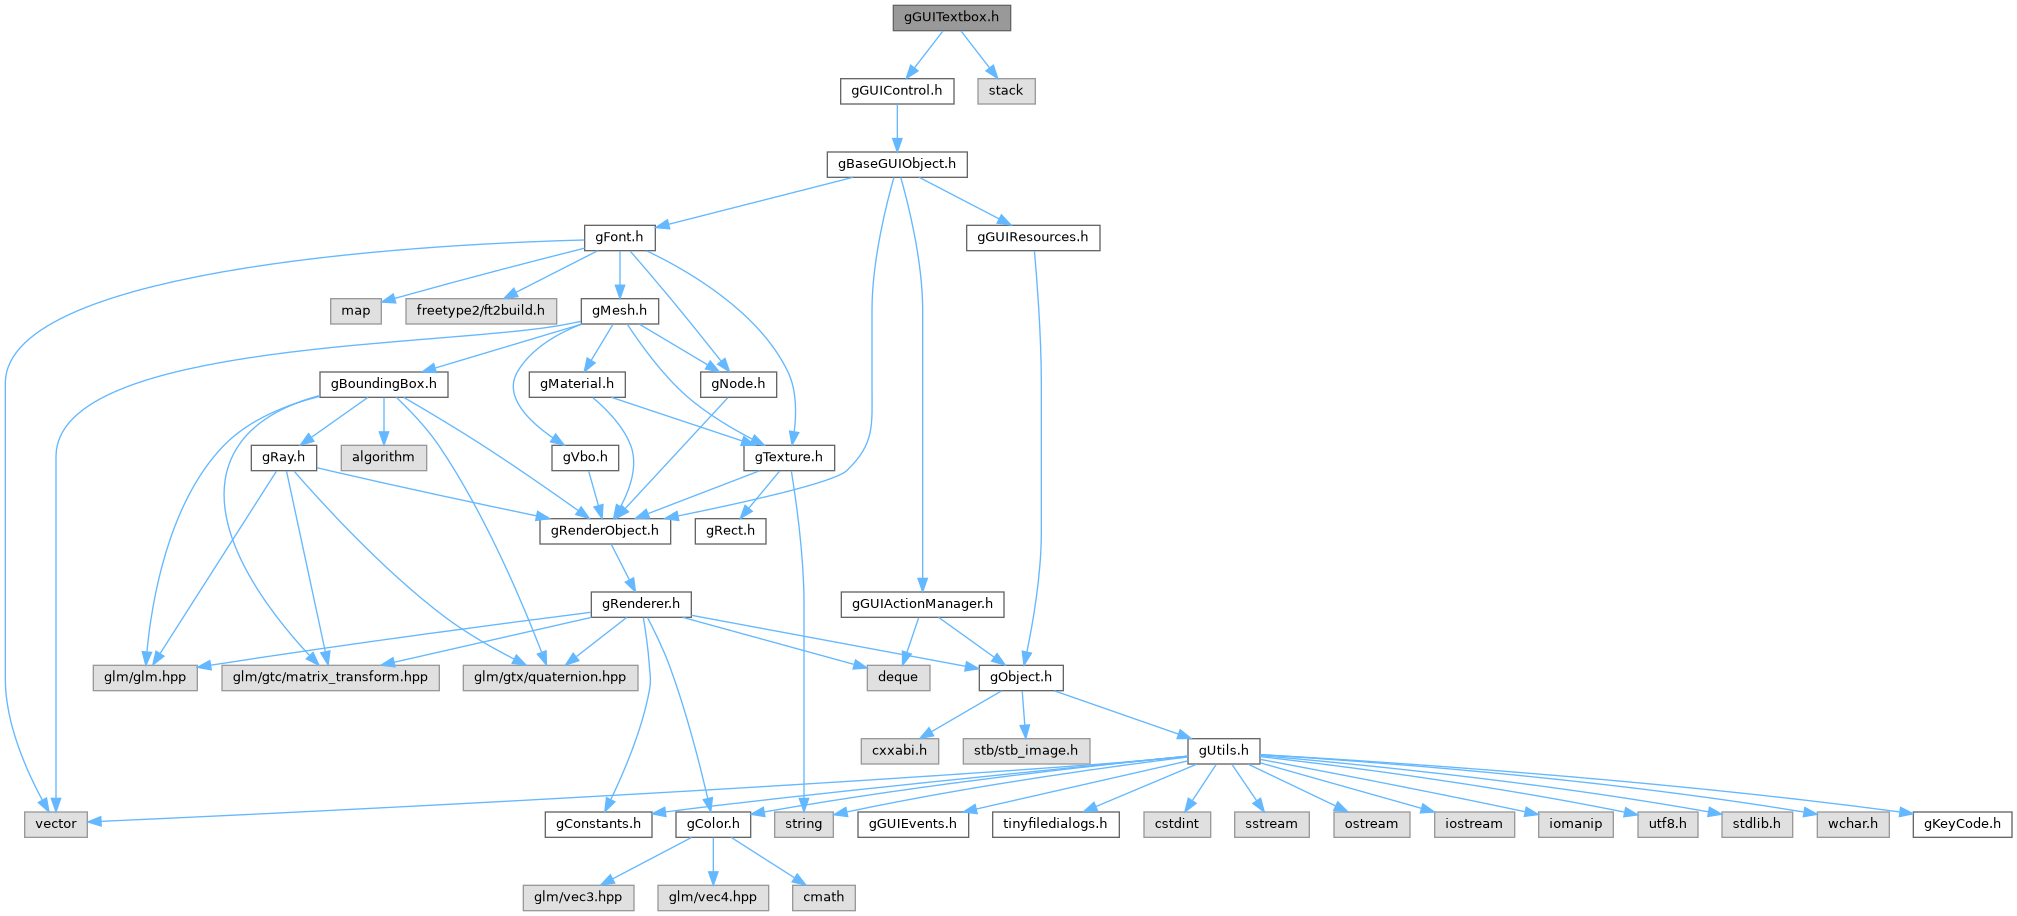 gGUITextbox.h
gGUIControl.h
stack
gBaseGUIObject.h
gFont.h
gGUIResources.h
map
freetype2/ft2build.h
gMesh.h
gBoundingBox.h
gMaterial.h
gNode.h
gRay.h
algorithm
gVbo.h
gTexture.h
gRenderObject.h
gRect.h
gRenderer.h
gGUIActionManager.h
glm/glm.hpp
glm/gtc/matrix_transform.hpp
glm/gtx/quaternion.hpp
deque
gObject.h
cxxabi.h
stb/stb_image.h
gUtils.h
vector
gConstants.h
gColor.h
string
gGUIEvents.h
tinyfiledialogs.h
cstdint
sstream
ostream
iostream
iomanip
utf8.h
stdlib.h
wchar.h
gKeyCode.h
glm/vec3.hpp
glm/vec4.hpp
cmath